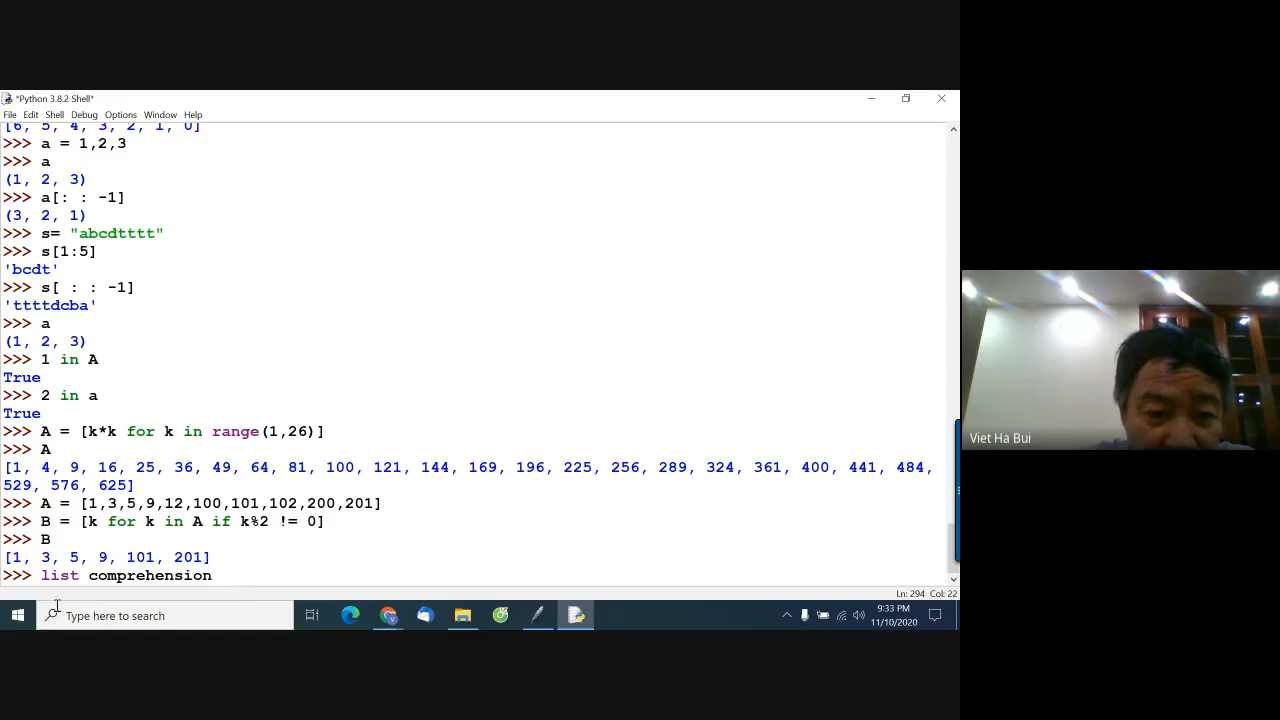 *Python 3.8.2 Shell*
File Edit Shell Debug Options Window Help
[6, 5, 4, 3, 2, 1, 0]
>>> a = 1,2,3
>>> a
(1, 2, 3)
>>> a[: : -1]
(3, 2, 1)
>>> s= "abcdtttt"
>>> s[1:5]
'bcdt'
>>> s[ : : -1]
'ttttdcba'
>>> a
(1, 2, 3)
>>> 1 in A
True
>>> 2 in a
True
>>> A = [k*k for k in range(1,26)]
>>> A
[1, 4, 9, 16, 25, 36, 49, 64, 81, 100, 121, 144, 169, 196, 225, 256, 289, 324, 361, 400, 441, 484,
529, 576, 625]
>>> A = [1,3,5,9,12,100,101,102,200,201]
>>> B = [k for k in A if k%2 != 0]
>>> B
[1, 3, 5, 9, 101, 201]
>>> list comprehension
Ln: 294 Col: 22
Type here to search
9:33 PM
11/10/2020
Viet Ha Bui